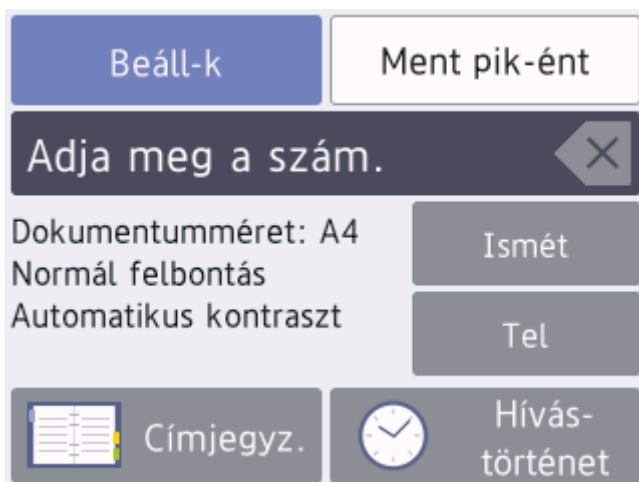 Beáll-k
Ment pik-ént
Adja meg a szám.
Dokumentumméret: A4
Ismét
Normál felbontás
Automatikus kontraszt
Tel
Címjegyz.
Hívás-
történet